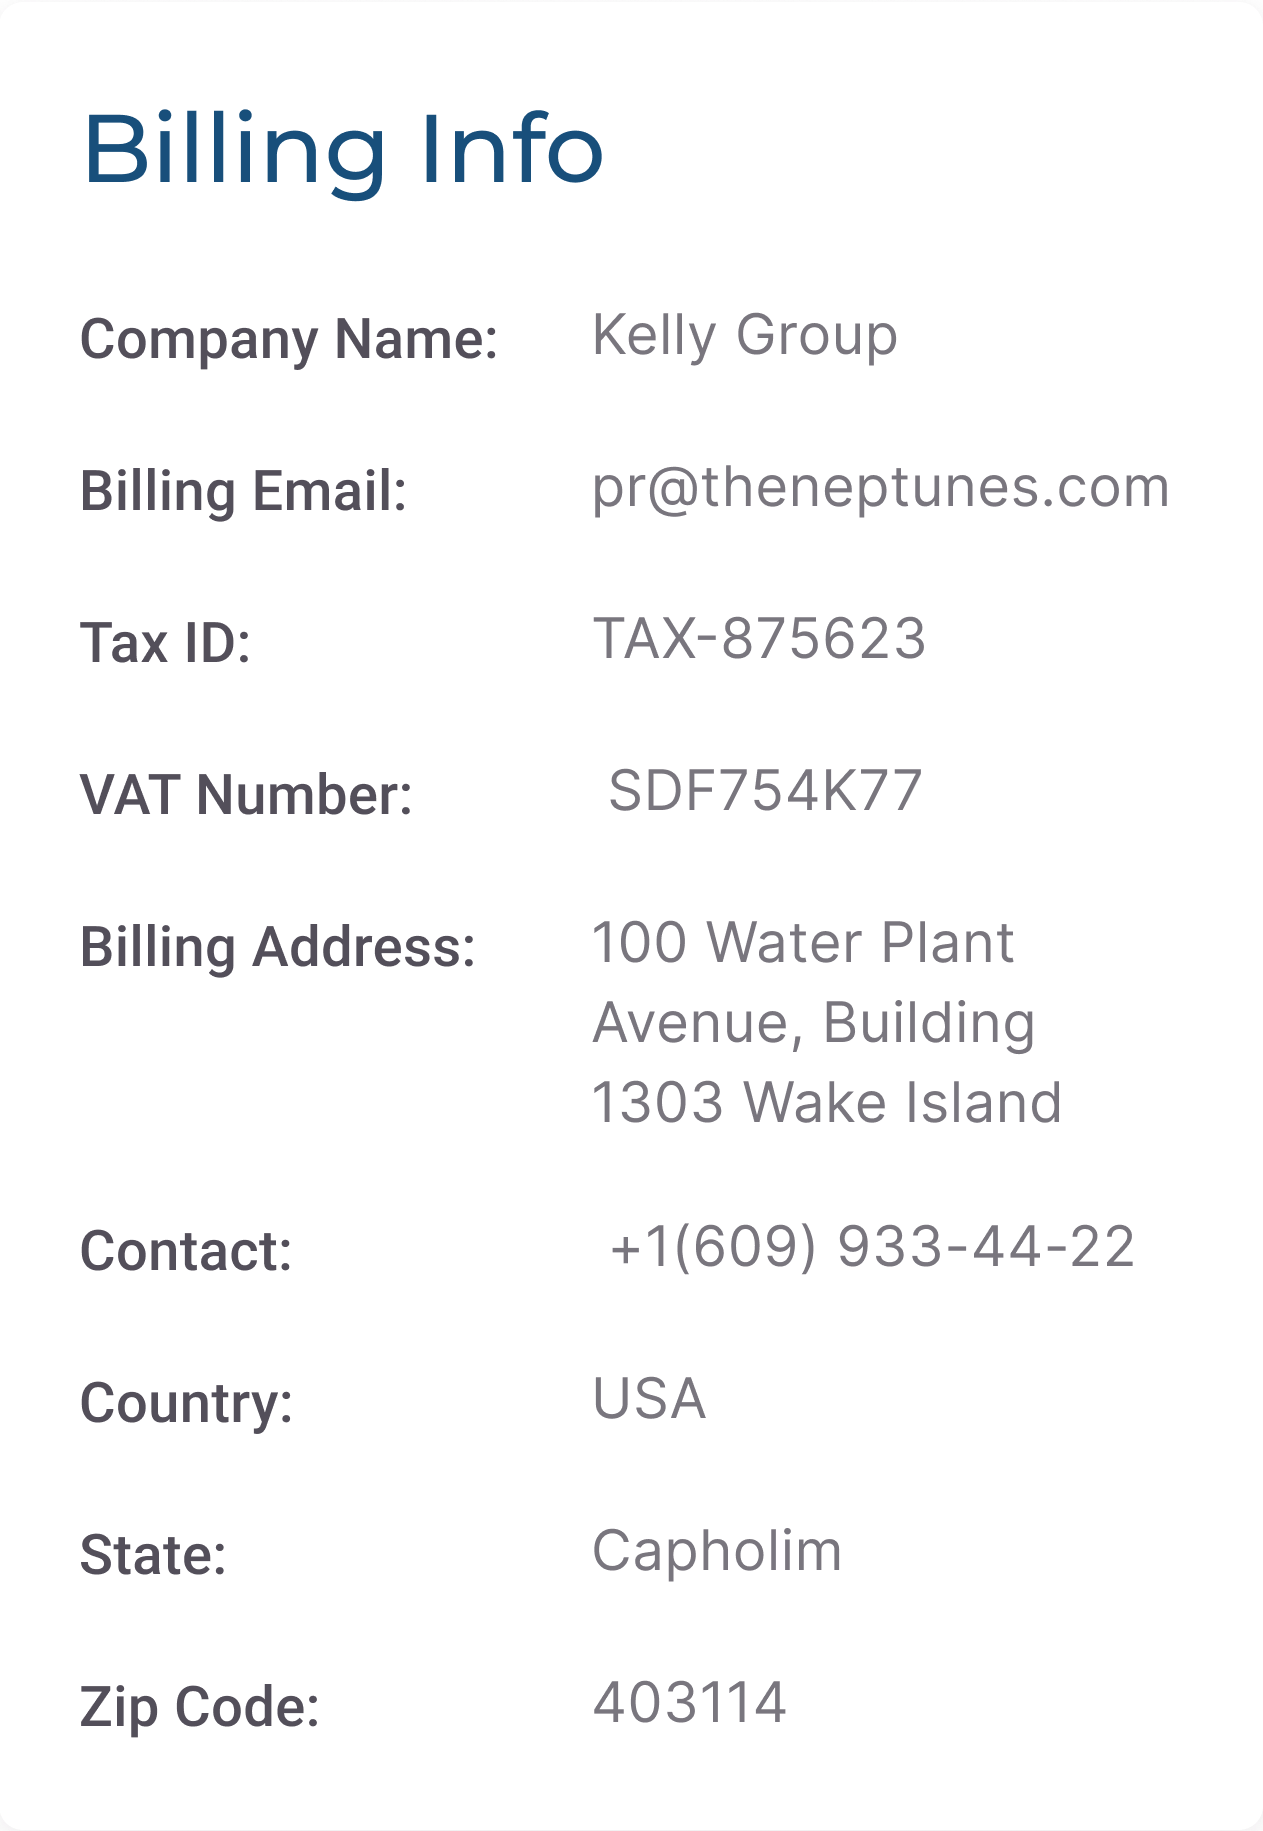 Billing Info
Company Name: Kelly Group
Billing Email: pr@theneptunes.com
Tax ID: TAX-875623
VAT Number: SDF754K77
Billing Address: 100 Water Plant
Avenue, Building
1303 Wake Island
Contact: +1(609) 933-44-22
Country: USA
State: Capholim
Zip Code: 403114